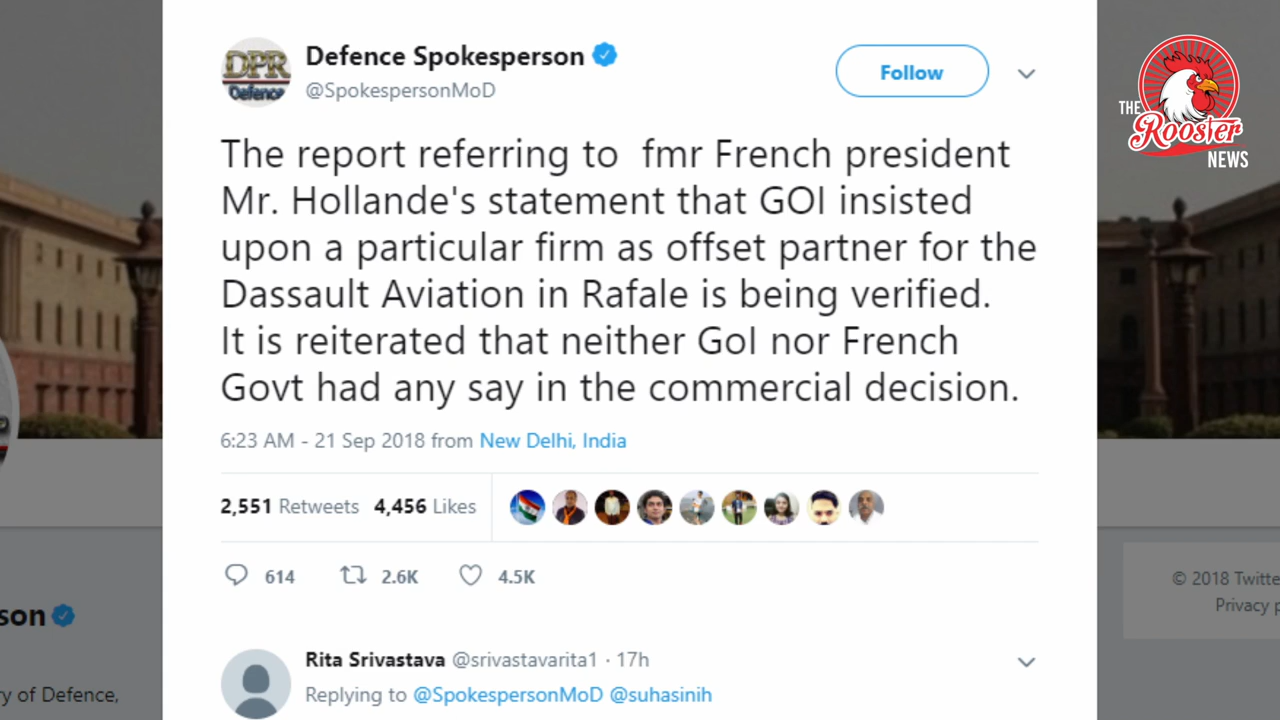 DPR
Defence
Defence Spokesperson
@SpokespersonMoD
Follow
THE
Rooster
NEWS
The report referring to  fmr French president
Mr. Hollande's statement that GOI insisted
upon a particular firm as offset partner for the
Dassault Aviation in Rafale is being verified.
It is reiterated that neither GoI nor French
Govt had any say in the commercial decision.
6:23 AM - 21 Sep 2018 from New Delhi, India
2,551 Retweets 4,456 Likes
614 2.6K 4.5K
© 2018 Twitte
Privacy p
son
Rita Srivastava @srivastavarita1 · 17h
Replying to @SpokespersonMoD @suhasinih
ry of Defence,